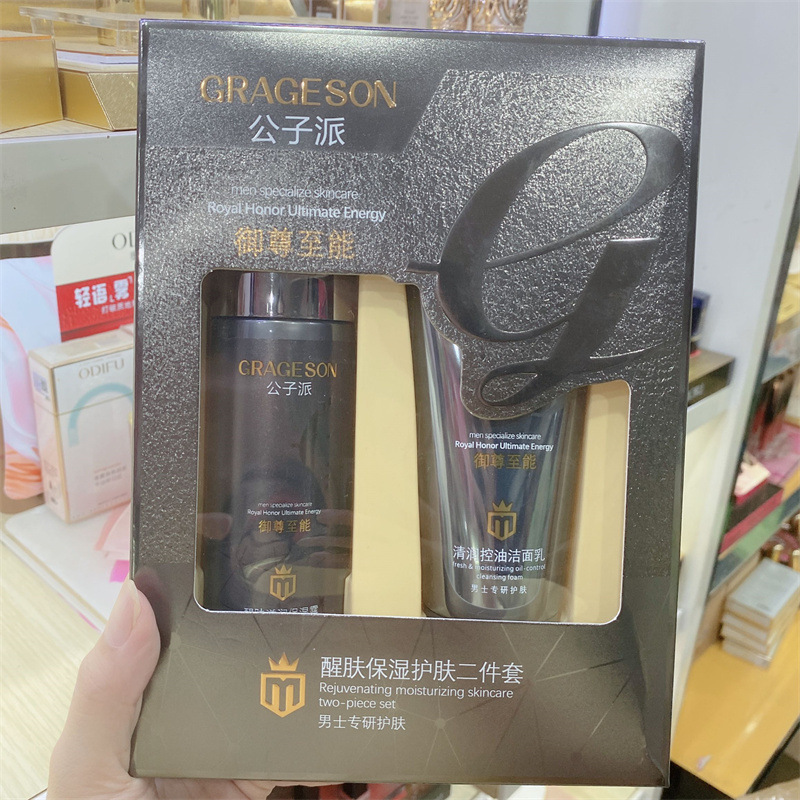 GRAGESON
公子派
men specialize skincare
Royal Honor Ultimate Energy
御尊至能
GRAGESON
公子派
men specialize skincare
Royal Honor Ultimate Energy
御尊至能
men specialize skincare
Royal Honor Ultimate Energy
御尊至能
清润控油洁面乳
Fresh & moisturizing oil-control
cleansing foam
男士专研护肤
醒肤保湿护肤二件套
Rejuvenating moisturizing skincare
two-piece set
男士专研护肤
轻语
ODIFU